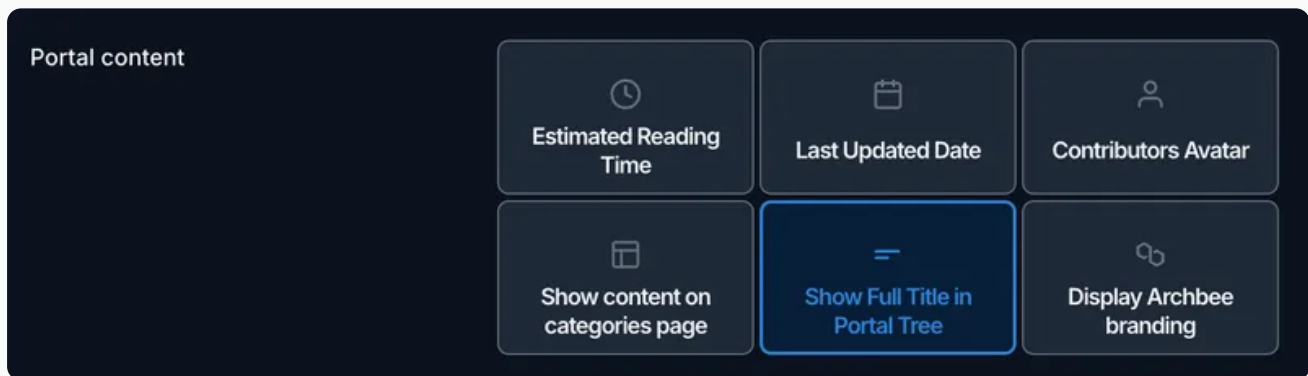 Portal content
Estimated Reading
Time
Last Updated Date
Contributors Avatar
Show content on
categories page
Show Full Title in
Portal Tree
Display Archbee
branding